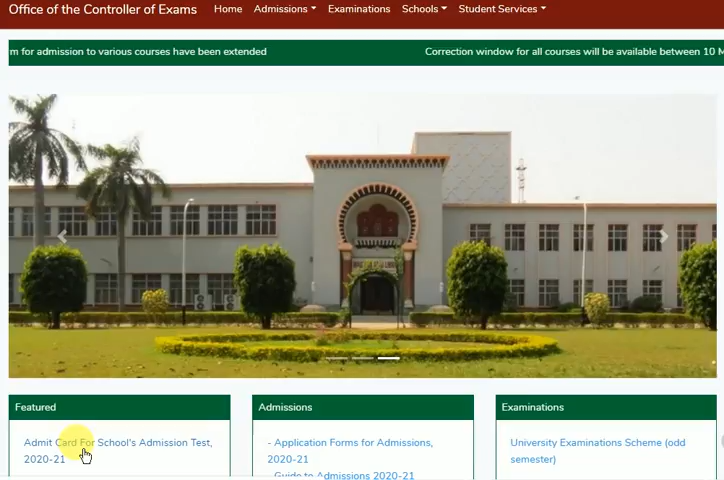 Office of the Controller of Exams Home Admissions Examinations Schools Student Services
m for admission to various courses have been extended Correction window for all courses will be available between 10 M
Featured
Admit Card For School's Admission Test,
2020-21
Admissions
- Application Forms for Admissions,
2020-21
- Guide to Admissions 2020-21
Examinations
University Examinations Scheme (odd
semester)